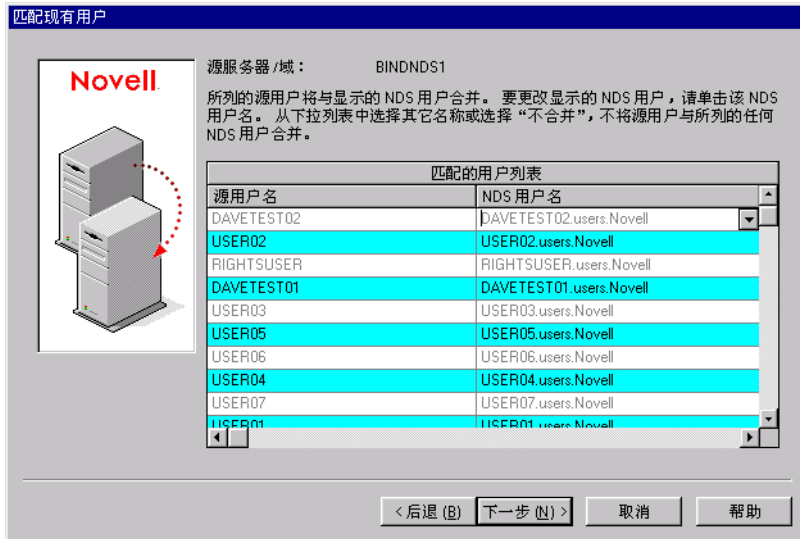 匹配现有用户
Novell.
源服务器/域： BINDNDS1
所列的源用户将与显示的 NDS 用户合并。 要更改显示的 NDS 用户，请单击该 NDS
用户名。 从下拉列表中选择其它名称或选择“不合并”，不将源用户与所列的任何
NDS 用户合并。
匹配的用户列表
源用户名 NDS 用户名
DAVETEST02 DAVETEST02.users.Novell
USER02 USER02.users.Novell
RIGHTSUSER RIGHTSUSER.users.Novell
DAVETEST01 DAVETEST01.users.Novell
USER03 USER03.users.Novell
USER05 USER05.users.Novell
USER06 USER06.users.Novell
USER04 USER04.users.Novell
USER07 USER07.users.Novell
USER01 USER01.users.Novell
<后退 (B) 下一步 (N) > 取消 帮助